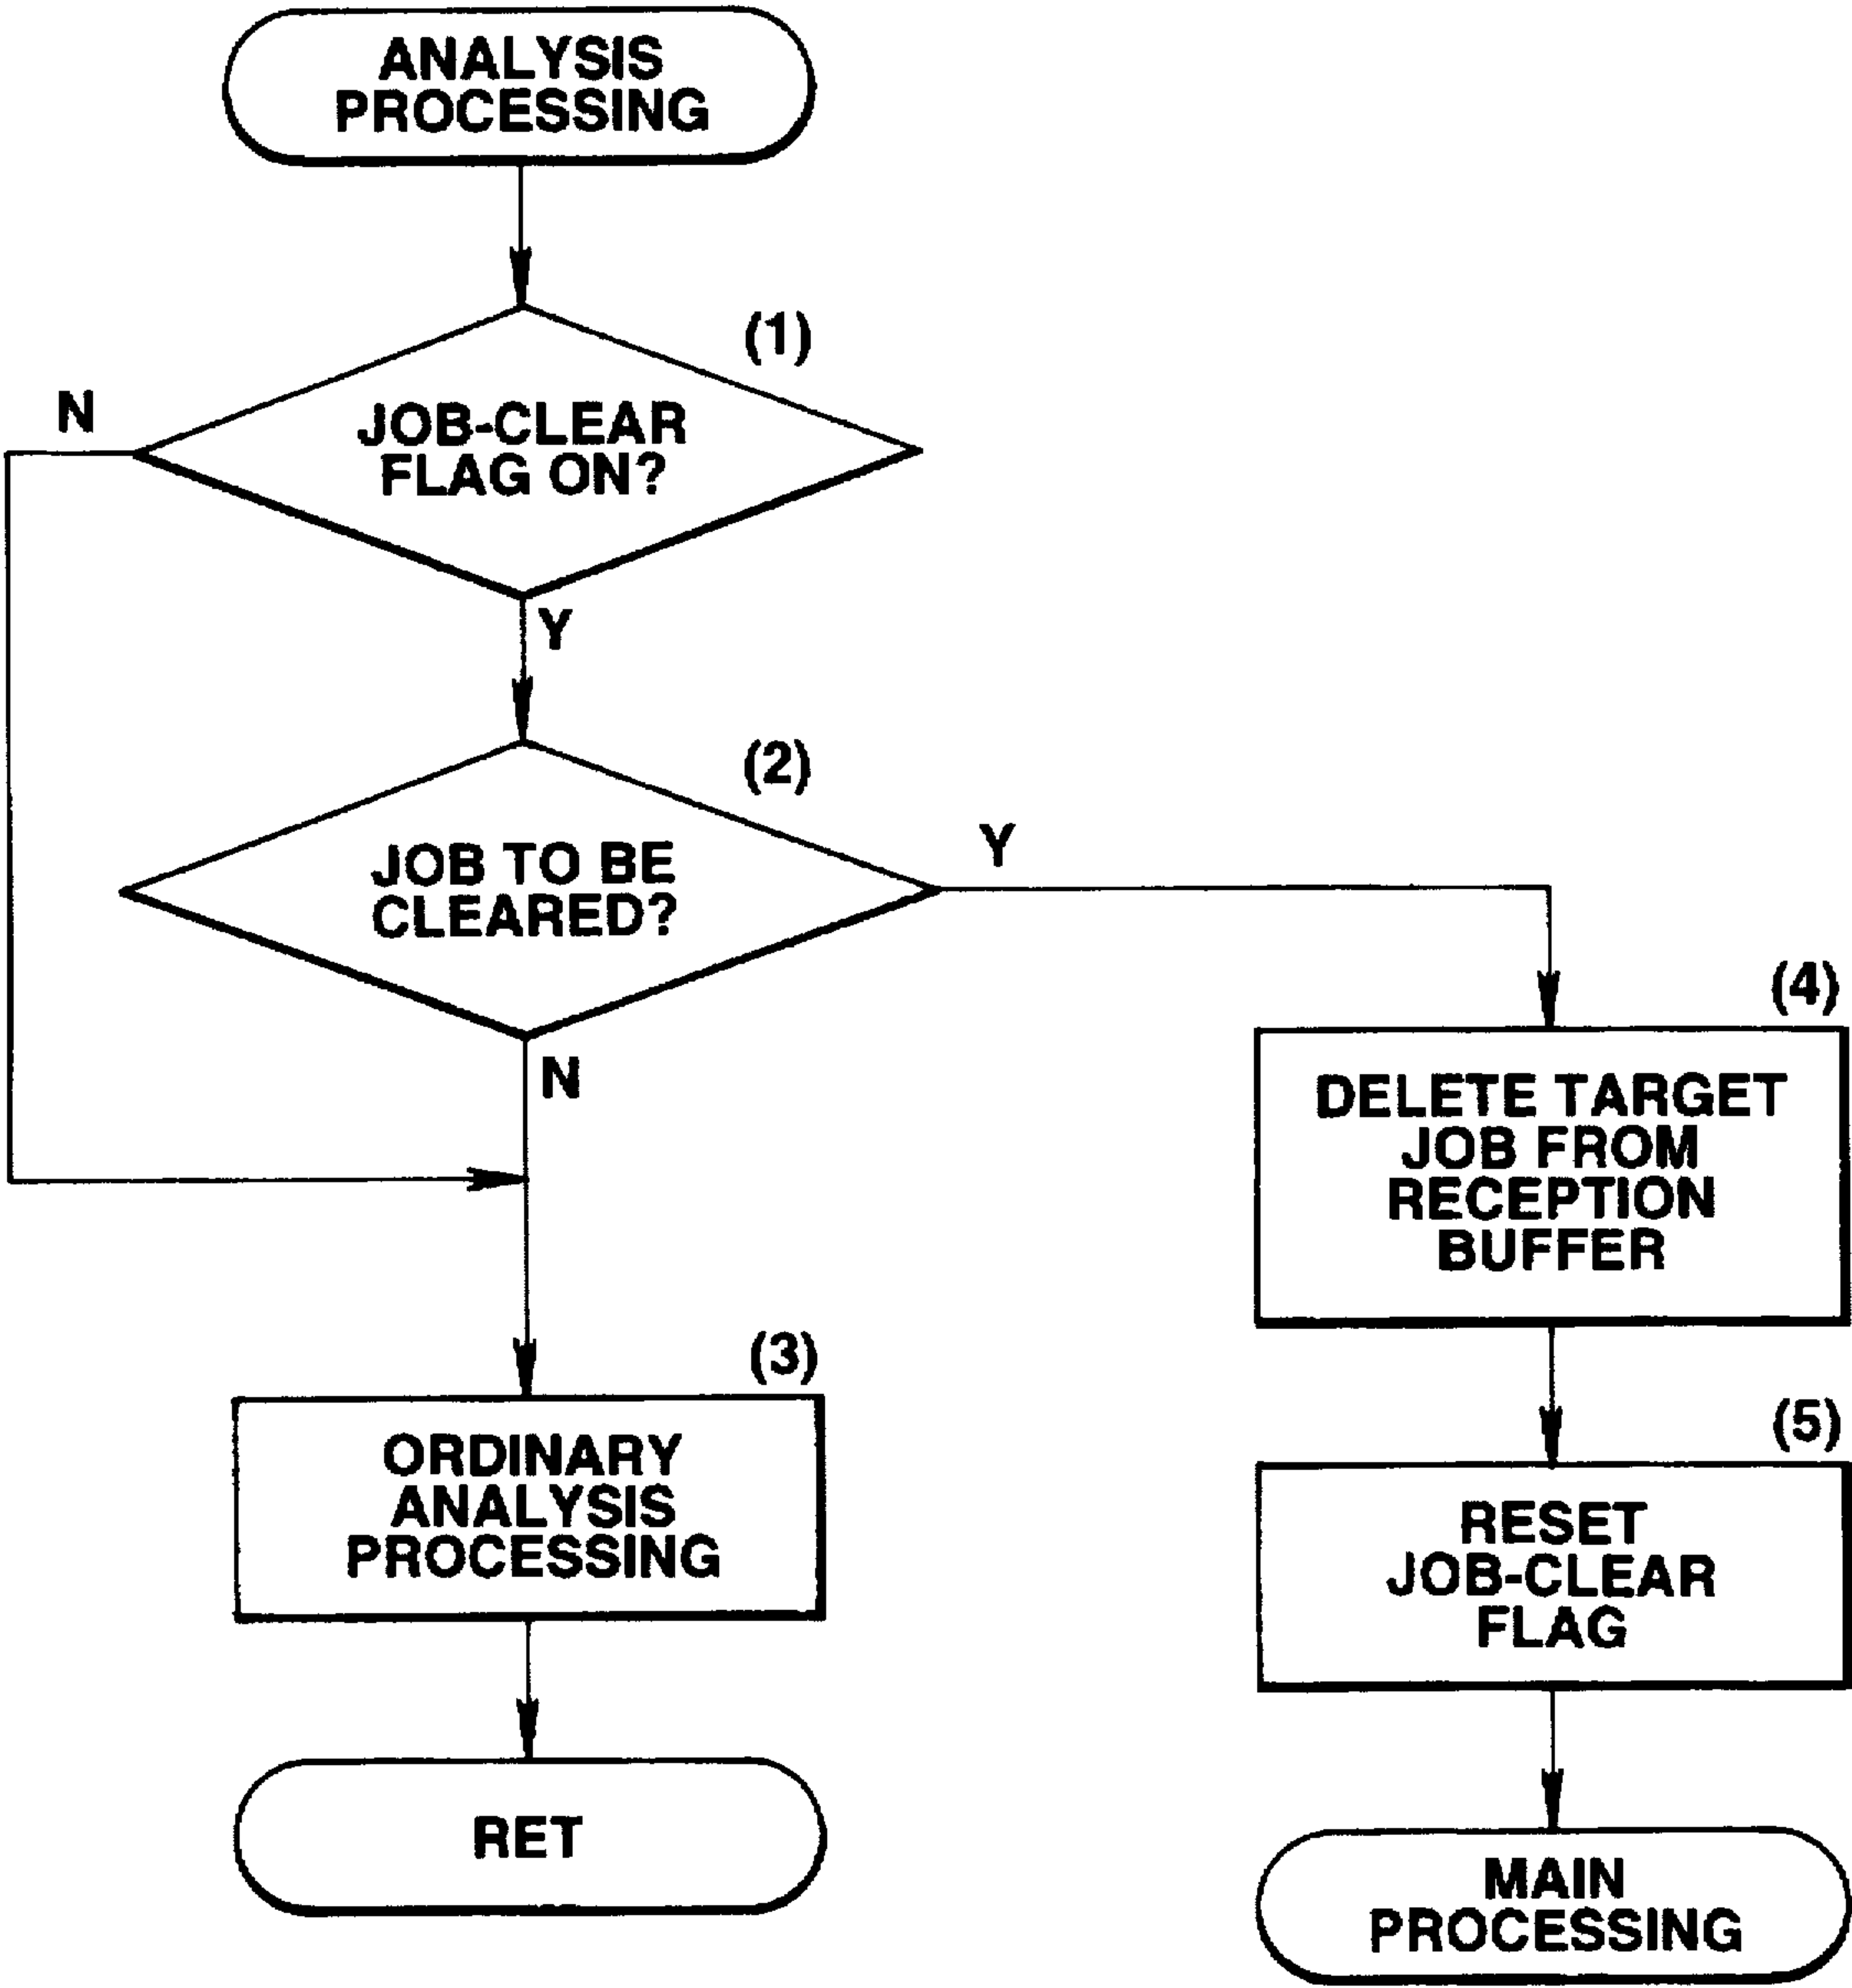 ANALYSIS
PROCESSING
(1)
N
JOB-CLEAR
FLAG ON?
Y
(2)
JOB TO BE
CLEARED?
Y
N
(4)
DELETE TARGET
JOB FROM
RECEPTION
BUFFER
(3)
ORDINARY
ANALYSIS
PROCESSING
(5)
RESET
JOB-CLEAR
FLAG
RET
MAIN
PROCESSING